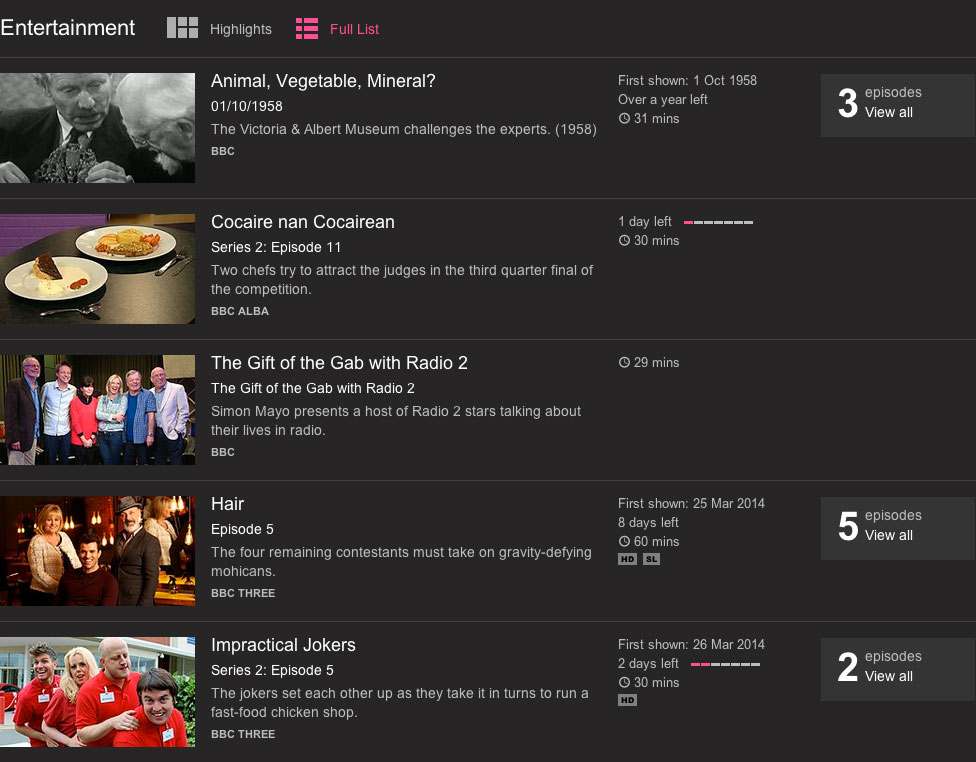 Entertainment
Highlights
Full List
Animal, Vegetable, Mineral?
01/10/1958
The Victoria & Albert Museum challenges the experts. (1958)
BBC
First shown: 1 Oct 1958
Over a year left
31 mins
3 episodes
View all
Cocaire nan Cocairean
Series 2: Episode 11
Two chefs try to attract the judges in the third quarter final of
the competition.
BBC ALBA
1 day left
30 mins
The Gift of the Gab with Radio 2
The Gift of the Gab with Radio 2
Simon Mayo presents a host of Radio 2 stars talking about
their lives in radio.
BBC
29 mins
Hair
Episode 5
The four remaining contestants must take on gravity-defying
mohicans.
BBC THREE
First shown: 25 Mar 2014
8 days left
60 mins
HD SL
5 episodes
View all
Impractical Jokers
Series 2: Episode 5
The jokers set each other up as they take it in turns to run a
fast-food chicken shop.
BBC THREE
First shown: 26 Mar 2014
2 days left
30 mins
HD
2 episodes
View all